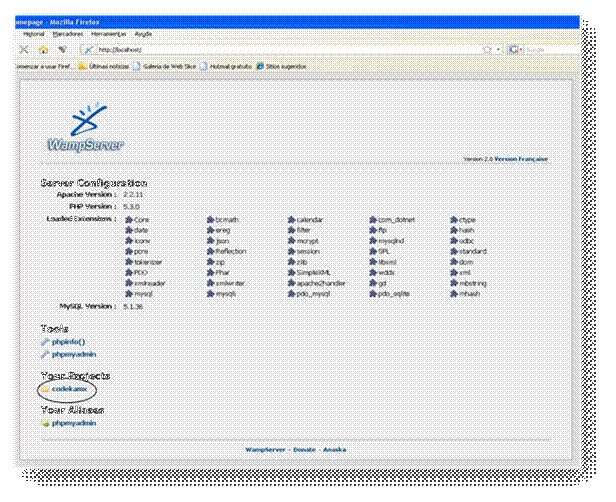 omepage - Mozilla Firefox
Historial Marcadores Herramientas Ayuda
http://localhost/
Google
omenzar a usar Firef... Últimas noticias Galería de Web Slice Hotmail gratuito Sitios sugeridos
WampServer
Version 2.0 Version Française
Server Configuration
Apache Version : 2.2.11
PHP Version : 5.3.0
Loaded Extensions : Core bcmath calendar com_dotnet ctype
date ereg filter ftp hash
iconv json mcrypt mysqlnd odbc
pcre Reflection session SPL standard
tokenizer zip zlib libxml dom
PDO Phar SimpleXML wddx xml
xmlreader xmlwriter apache2handler gd mbstring
mysql mysqli pdo_mysql pdo_sqlite mhash
MySQL Version : 5.1.36
Tools
phpinfo()
phpmyadmin
Your Projects
codekamx
Your Aliases
phpmyadmin
WampServer - Donate - Anaska